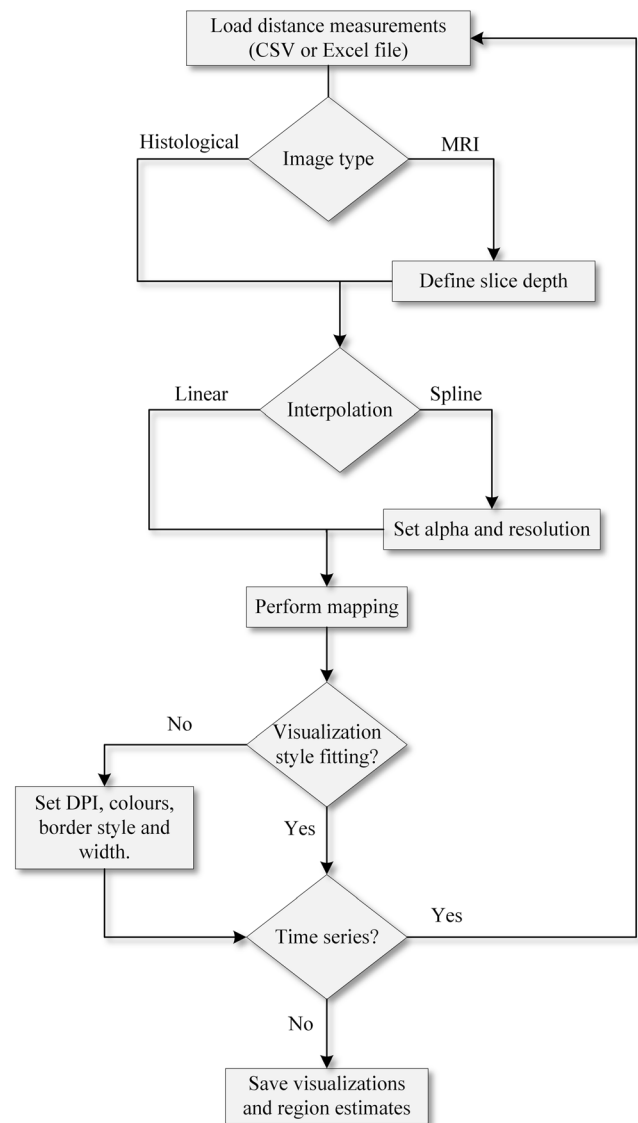 Load distance measurements
(CSV or Excel file)
Histological
MRI
Image type
Define slice depth
Linear
Spline
Interpolation
Set alpha and resolution
Perform mapping
No
Visualization
style fitting?
Set DPI, colours,
border style and
width.
Yes
Time series?
Yes
No
Save visualizations
and region estimates